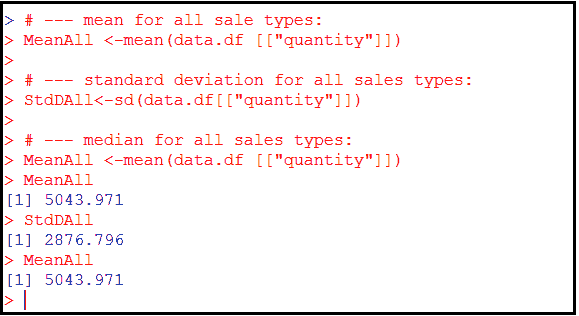 > # --- mean for all sale types:
> MeanAll <-mean(data.df [["quantity"]])
>
> # --- standard deviation for all sales types:
> StdDAll<-sd(data.df[["quantity"]])
>
> # --- median for all sales types:
> MeanAll <-mean(data.df [["quantity"]])
> MeanAll
[1] 5043.971
> StdDAll
[1] 2876.796
> MeanAll
[1] 5043.971
>